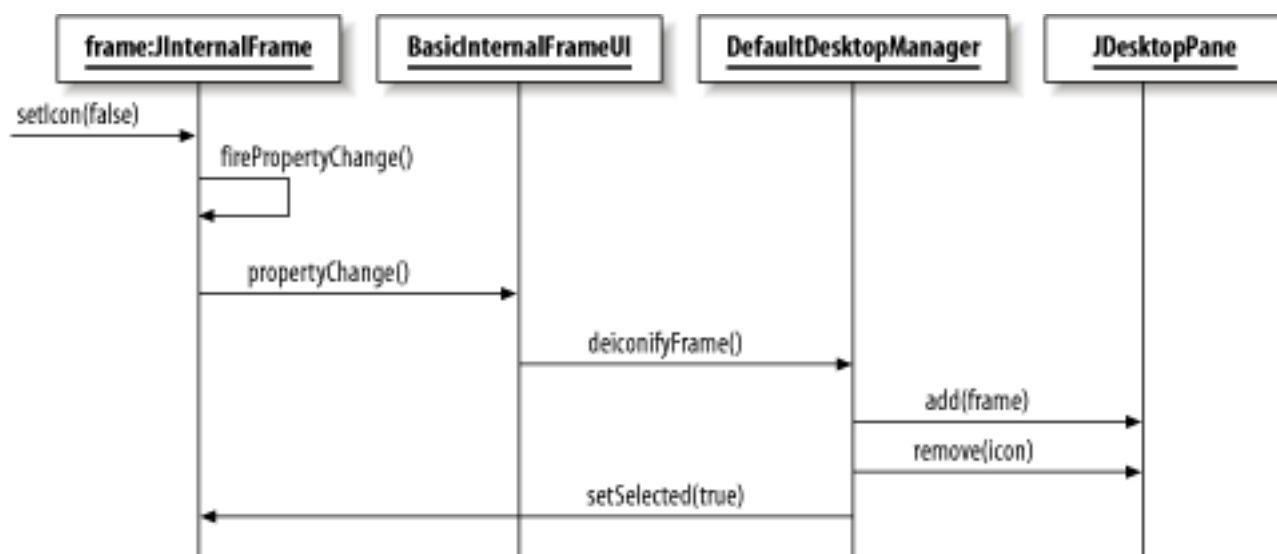 frame:JInternalFrame
BasicInternalFrameUI
DefaultDesktopManager
JDesktopPane
setIcon(false)
firePropertyChange()
propertyChange()
deiconifyFrame()
add(frame)
remove(icon)
setSelected(true)